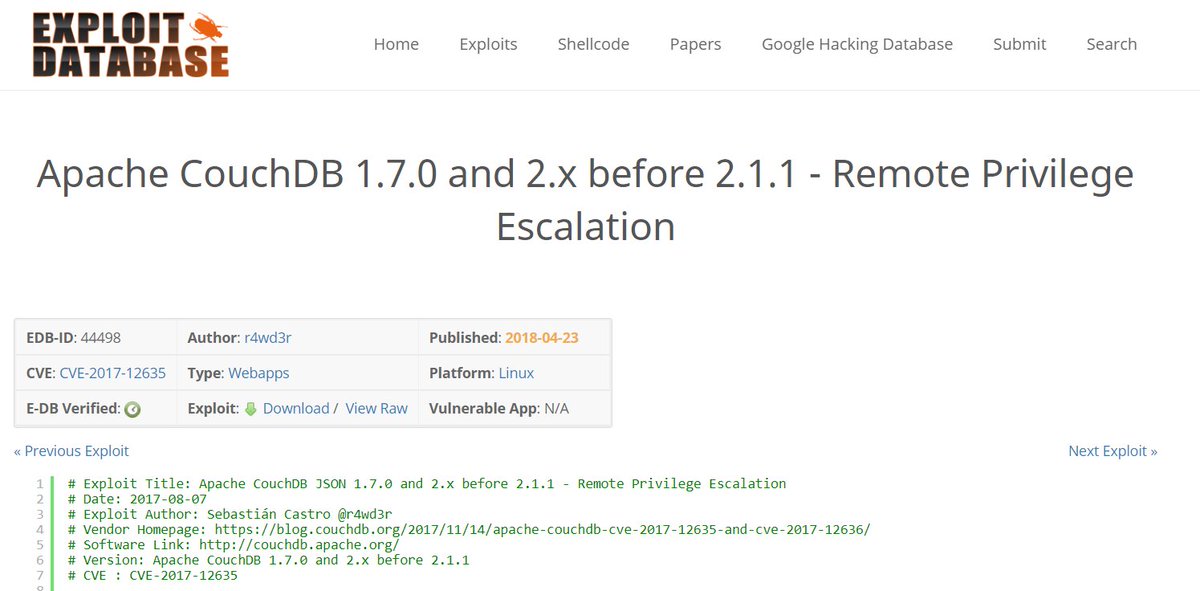 EXPLOIT
DATABASE
Home Exploits Shellcode Papers Google Hacking Database Submit Search
Apache CouchDB 1.7.0 and 2.x before 2.1.1 - Remote Privilege
Escalation
EDB-ID: 44498 Author: r4wd3r Published: 2018-04-23
CVE: CVE-2017-12635 Type: Webapps Platform: Linux
E-DB Verified: Exploit: Download / View Raw Vulnerable App: N/A
« Previous Exploit Next Exploit »
1 # Exploit Title: Apache CouchDB JSON 1.7.0 and 2.x before 2.1.1 - Remote Privilege Escalation
2 # Date: 2017-08-07
3 # Exploit Author: Sebastián Castro @r4wd3r
4 # Vendor Homepage: https://blog.couchdb.org/2017/11/14/apache-couchdb-cve-2017-12635-and-cve-2017-12636/
5 # Software Link: http://couchdb.apache.org/
6 # Version: Apache CouchDB 1.7.0 and 2.x before 2.1.1
7 # CVE : CVE-2017-12635